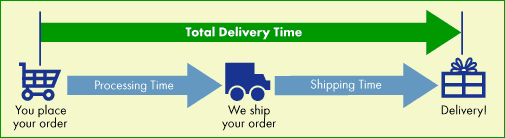 Total Delivery Time
Processing Time
Shipping Time
You place
your order
We ship
your order
Delivery!